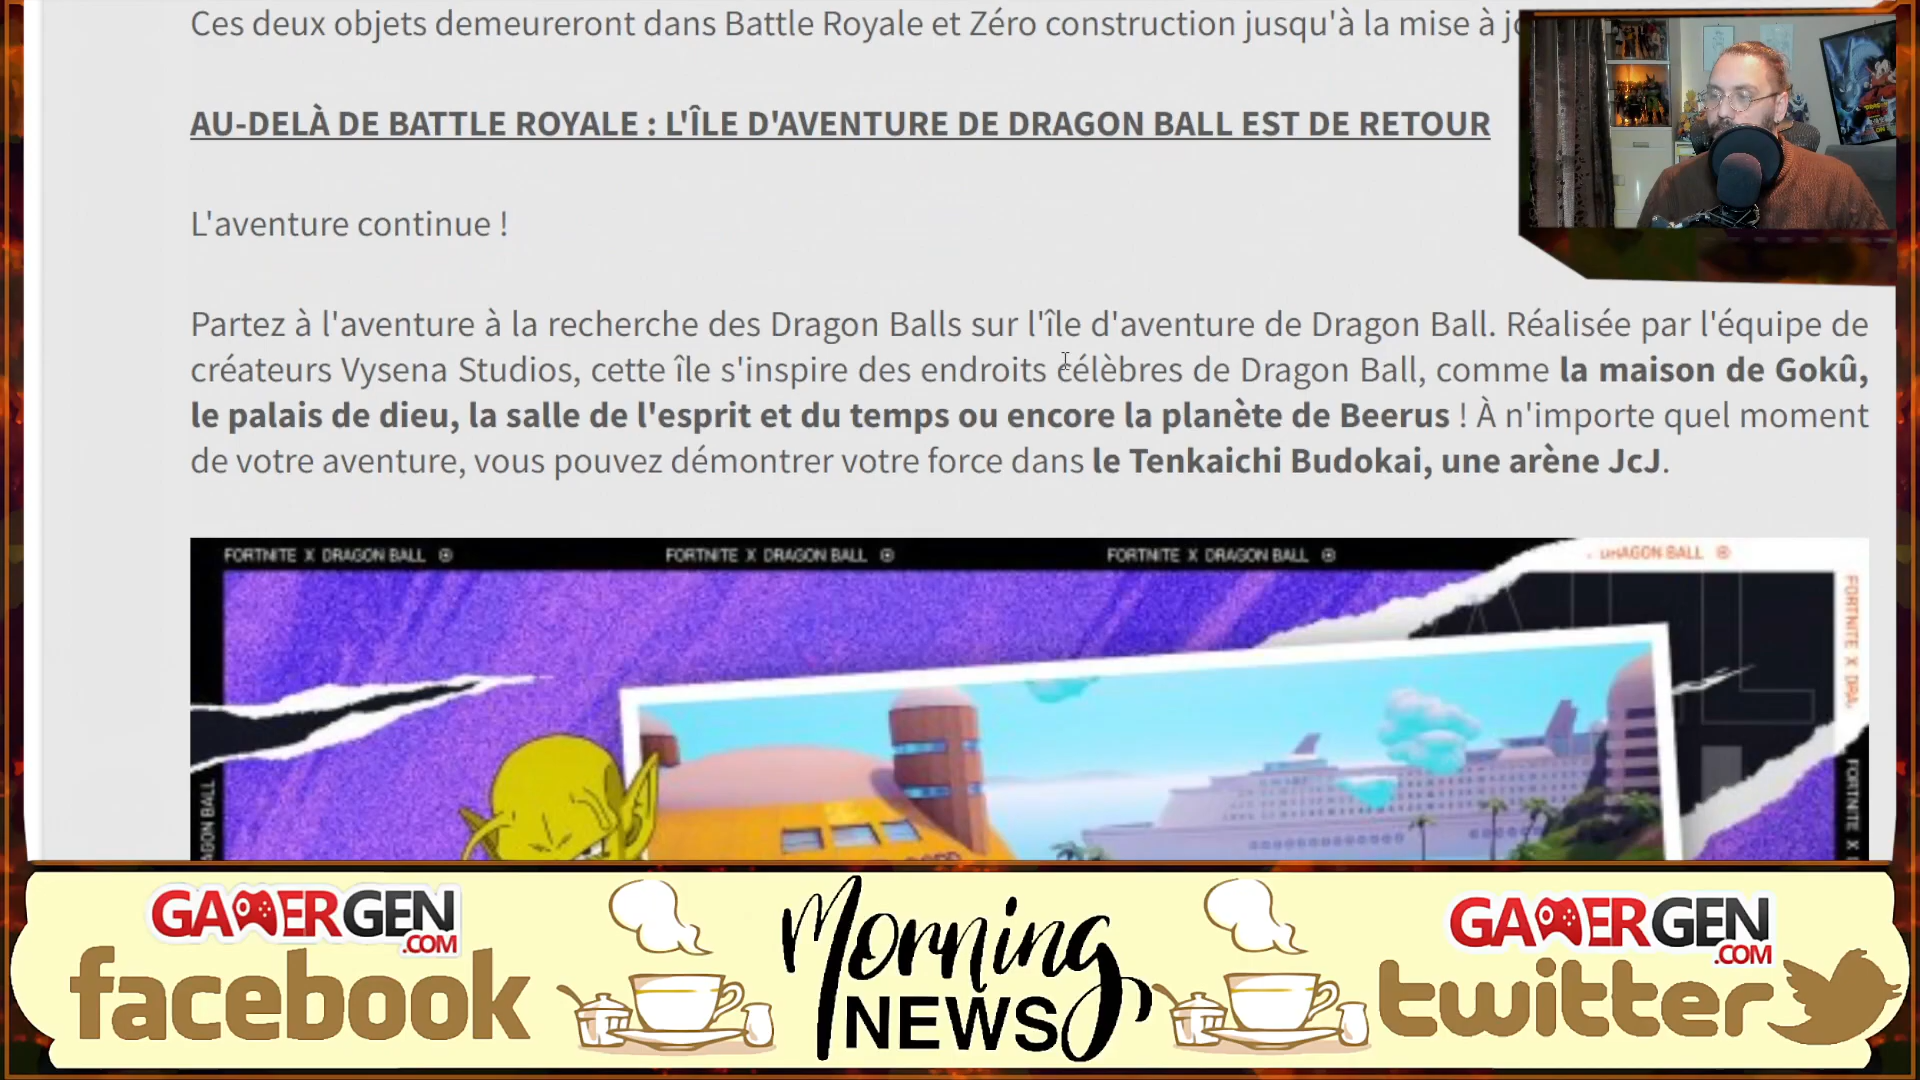 Ces deux objets demeureront dans Battle Royale et Zéro construction jusqu'à la mise à
AU-DELÀ DE BATTLE ROYALE : L'ÎLE D'AVENTURE DE DRAGON BALL EST DE RETOUR
L'aventure continue !
Partez à l'aventure à la recherche des Dragon Balls sur l'île d'aventure de Dragon Ball. Réalisée par l'équipe de
créateurs Vysena Studios, cette île s'inspire des endroits célèbres de Dragon Ball, comme la maison de Gokû,
le palais de dieu, la salle de l'esprit et du temps ou encore la planète de Beerus ! À n'importe quel moment
de votre aventure, vous pouvez démontrer votre force dans le Tenkaichi Budokai, une arène JcJ.
FORTNITE X DRAGON BALL FORTNITE X DRAGON BALL FORTNITE X DRAGON BALL DRAGON BALL
FORTNITE X
FORTNITE X
BALL
GAMERGEN.COM
facebook
Morning
NEWS
GAMERGEN.COM
twitter